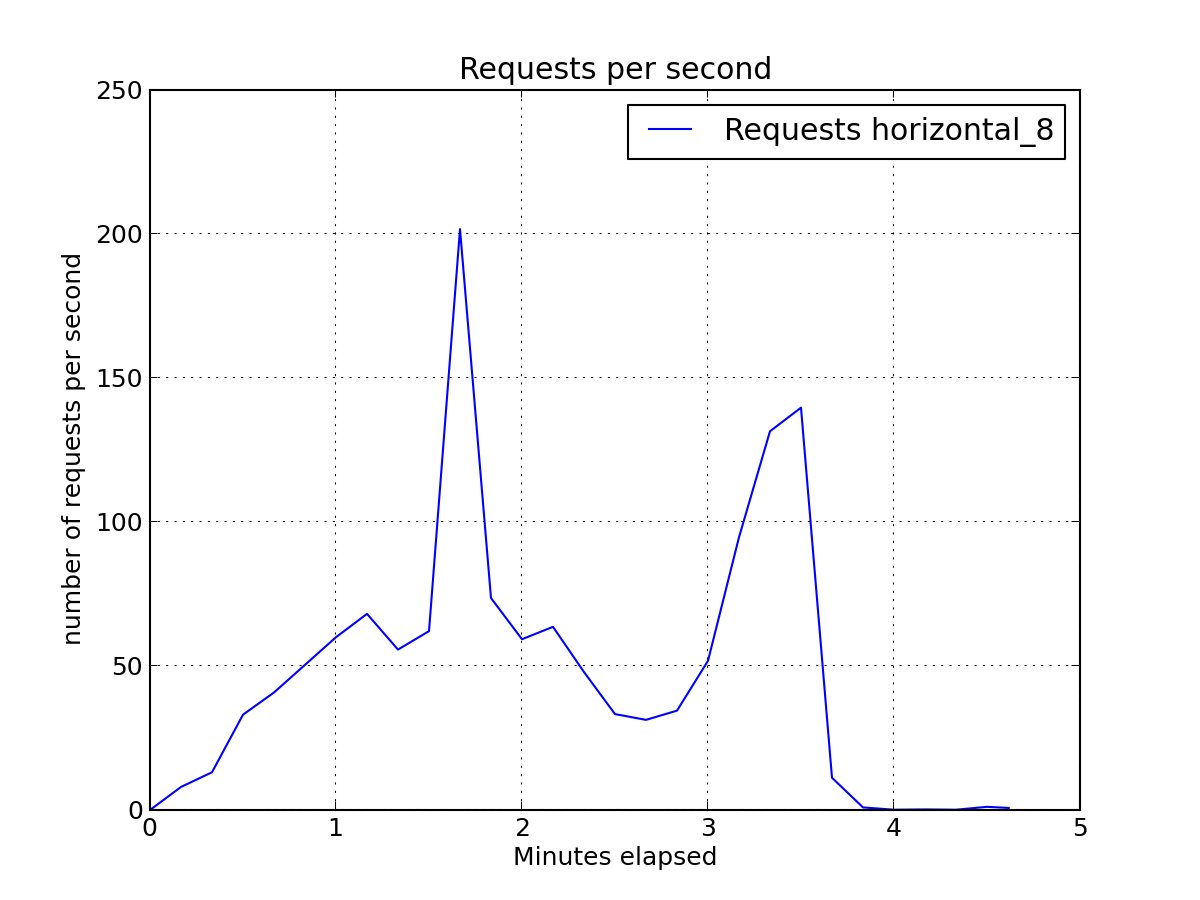 Requests per second
Requests horizontal_8
number of requests per second
250
200
150
100
50
0
0 1 2 3 4 5
Minutes elapsed